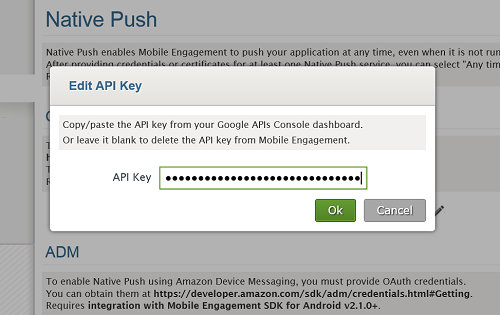 Native Push
Native Push enables Mobile Engagement to push your application at any time, even when it is not run
After providing credentials or certificates for at least one Native Push service, you can select "Any tim
Edit API Key
Copy/paste the API key from your Google APIs Console dashboard.
Or leave it blank to delete the API key from Mobile Engagement.
API Key ••••••••••••••••••••••••••••••
Ok Cancel
ADM
To enable Native Push using Amazon Device Messaging, you must provide OAuth credentials.
You can obtain them at https://developer.amazon.com/sdk/adm/credentials.html#Getting.
Requires integration with Mobile Engagement SDK for Android v2.1.0+.